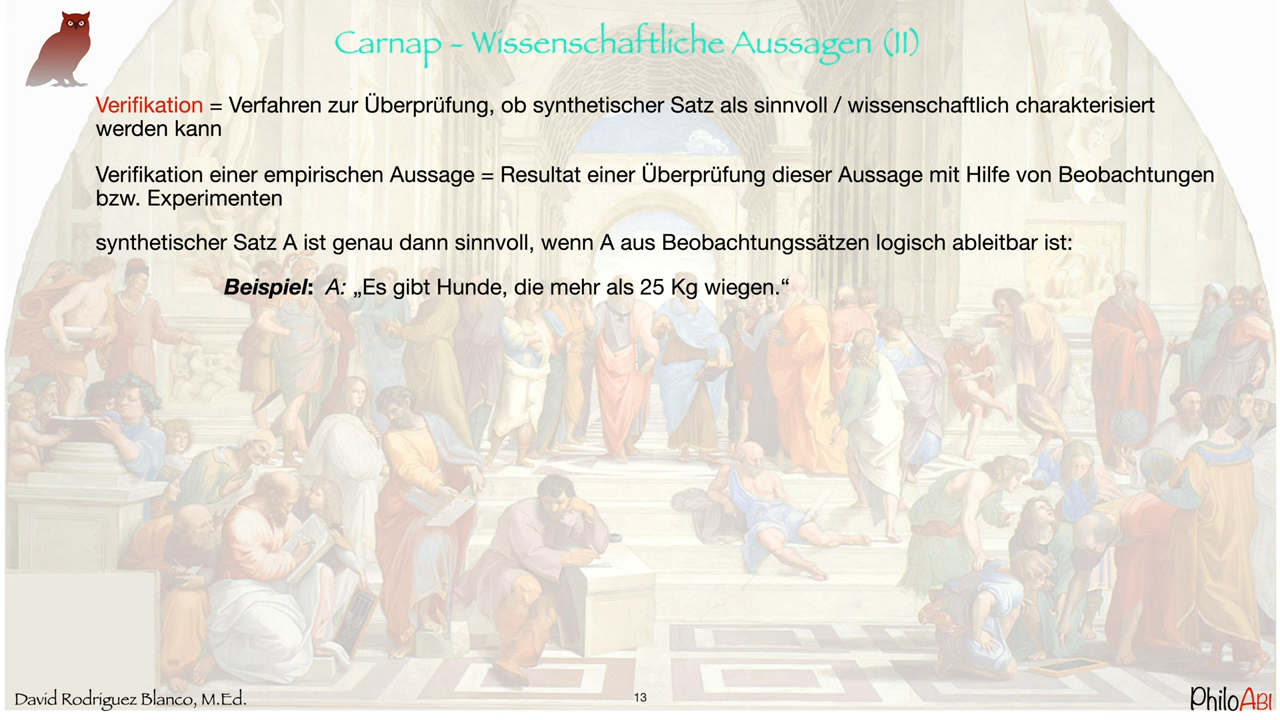 Carnap - Wissenschaftliche Aussagen (II)
Verifikation = Verfahren zur Überprüfung, ob synthetischer Satz als sinnvoll / wissenschaftlich charakterisiert
werden kann
Verifikation einer empirischen Aussage = Resultat einer Überprüfung dieser Aussage mit Hilfe von Beobachtungen
bzw. Experimenten
synthetischer Satz A ist genau dann sinnvoll, wenn A aus Beobachtungssätzen logisch ableitbar ist:
Beispiel: A: „Es gibt Hunde, die mehr als 25 Kg wiegen.“
David Rodríguez Blanco, M.Ed.
13
PhiloABI